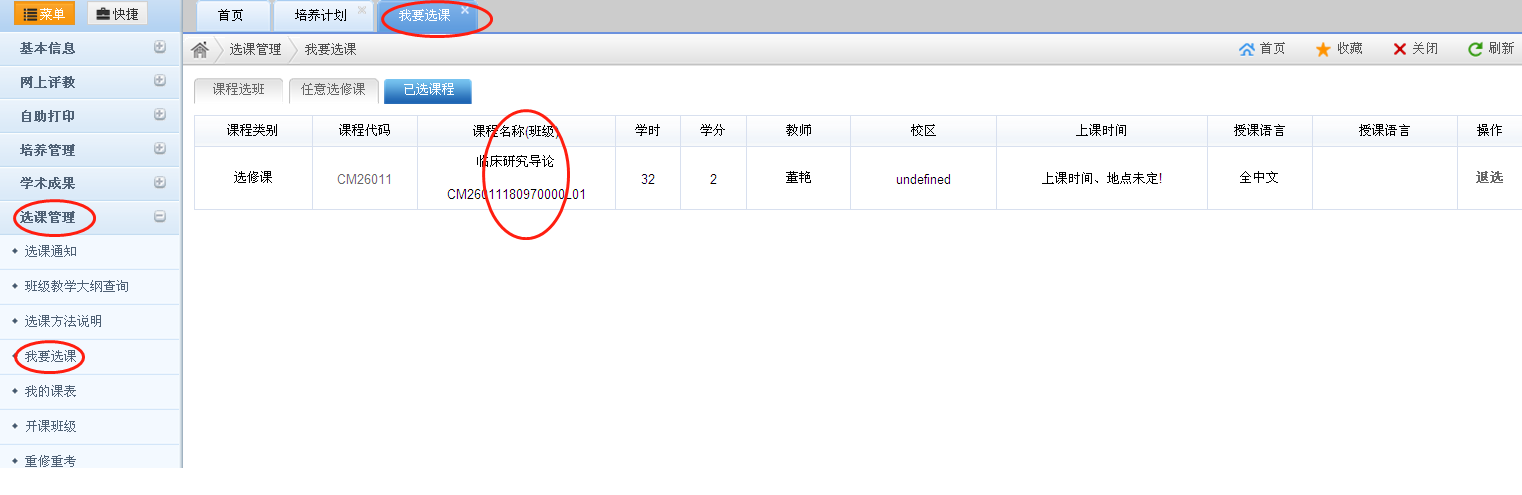 菜单 快捷
首页 培养计划 我要选课
基本信息
网上评教
自助打印
培养管理
学术成果
选课管理
选课通知
班级教学大纲查询
选课方法说明
我要选课
我的课表
开课班级
重修重考
选课管理 我要选课 首页 收藏 关闭 刷新
课程选班 任意选修课 已选课程
课程类别 课程代码 课程名称(班级) 学时 学分 教师 校区 上课时间 授课语言 授课语言 操作
选修课 CM26011 临床研究导论 32 2 董艳 undefined 上课时间、地点未定! 全中文 退选